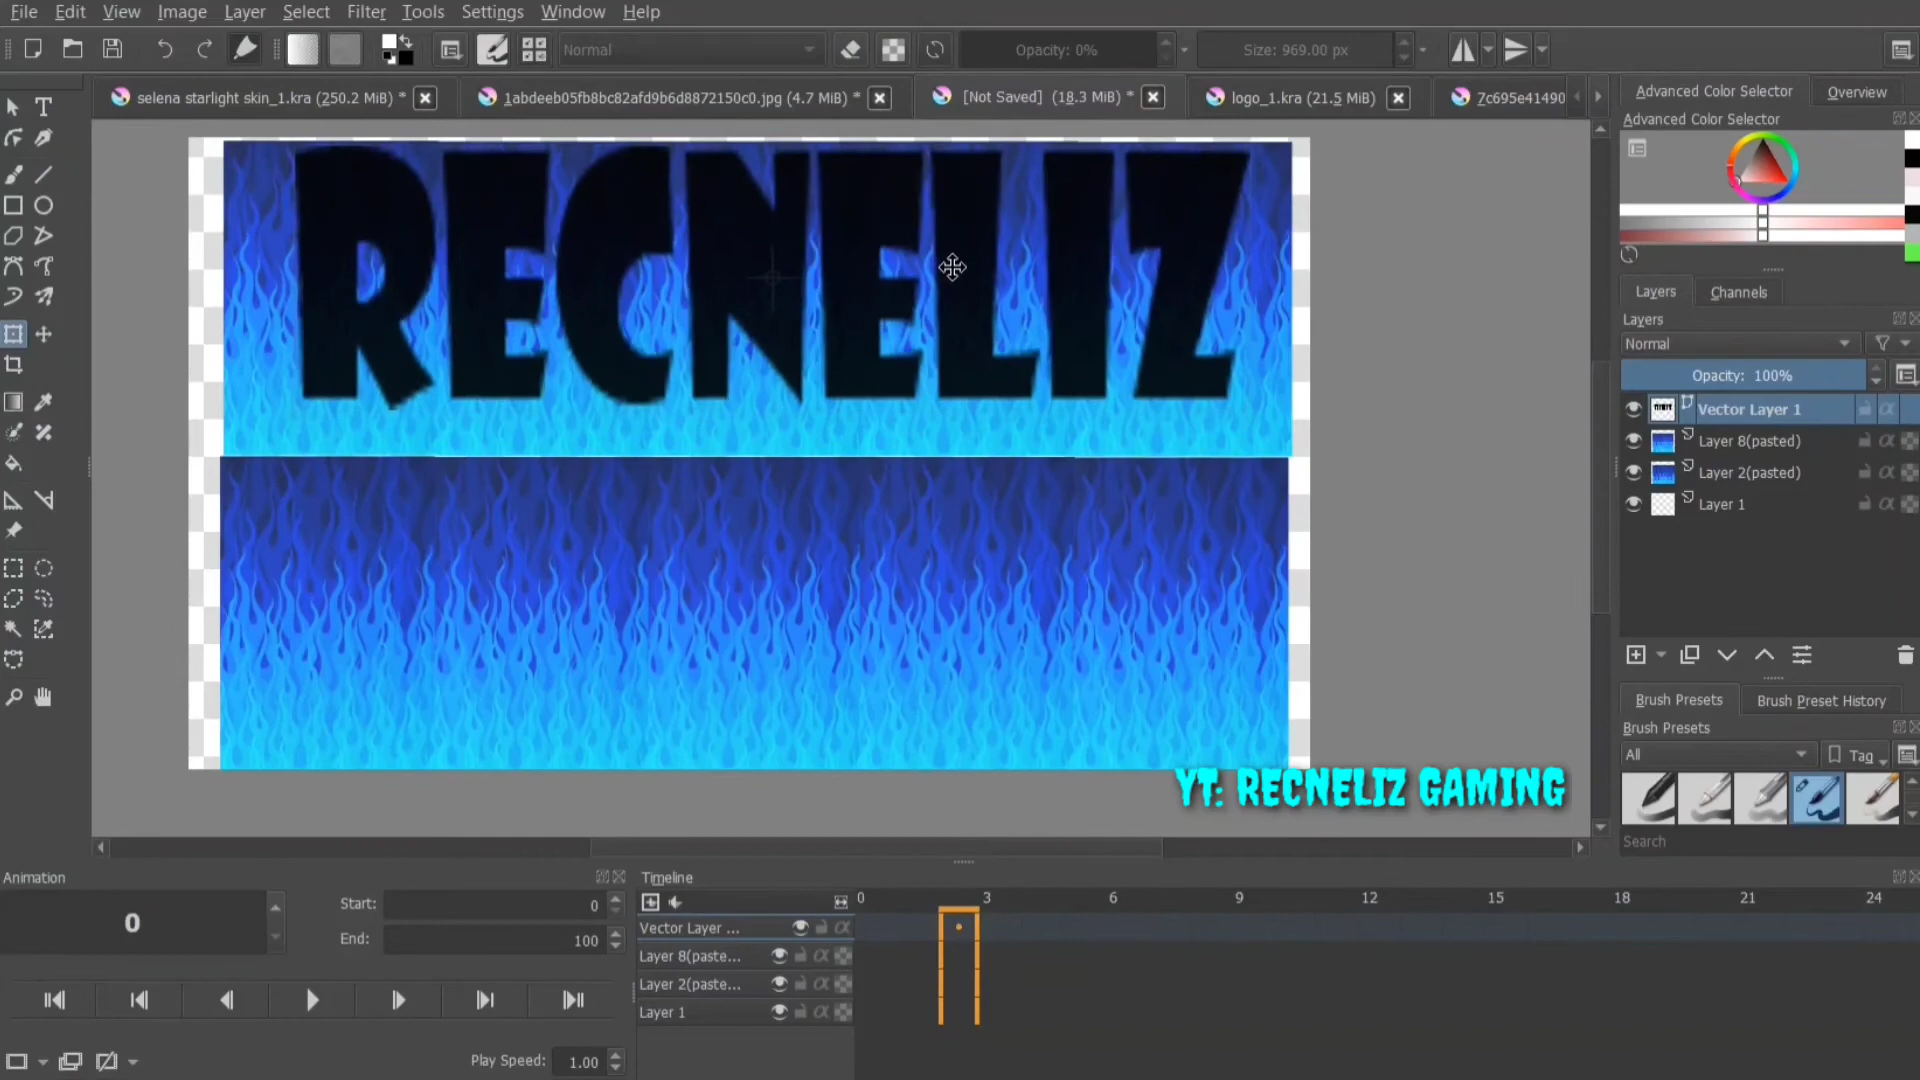 File Edit View Image Layer Select Filter Tools Settings Window Help
Normal Opacity: 0% Size: 969.00 px
selena starlight skin_1.kra (250.2 MiB) *
1abdeeb05fb8bc82afd9b6d8872150c0.jpg (4.7 MiB) *
[Not Saved] (18.3 MiB) *
logo_1.kra (21.5 MiB)
7c695e41490
Advanced Color Selector Overview
Advanced Color Selector
RECNELIZ
Layers Channels
Layers
Normal
Opacity: 100%
Vector Layer 1
Layer 8(pasted)
Layer 2(pasted)
Layer 1
Brush Presets Brush Preset History
Brush Presets
All Tag
Search
YT: RECNELIZ GAMING
Animation
0
Start: 0
End: 100
Play Speed: 1.00
Timeline
0 3 6 9 12 15 18 21 24
Vector Layer ...
Layer 8(paste...
Layer 2(paste...
Layer 1